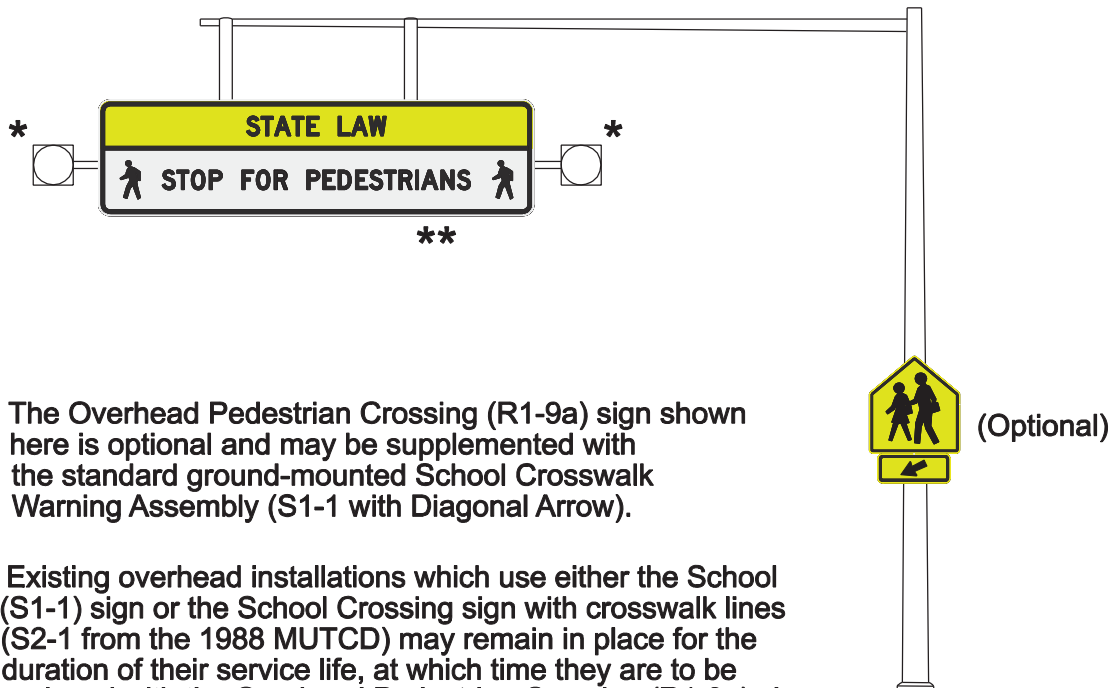 *
*
STATE LAW
STOP FOR PEDESTRIANS
**
(Optional)
The Overhead Pedestrian Crossing (R1-9a) sign shown
here is optional and may be supplemented with
the standard ground-mounted School Crosswalk
Warning Assembly (S1-1 with Diagonal Arrow).
Existing overhead installations which use either the School
(S1-1) sign or the School Crossing sign with crosswalk lines
(S2-1 from the 1988 MUTCD) may remain in place for the
duration of their service life, at which time they are to be